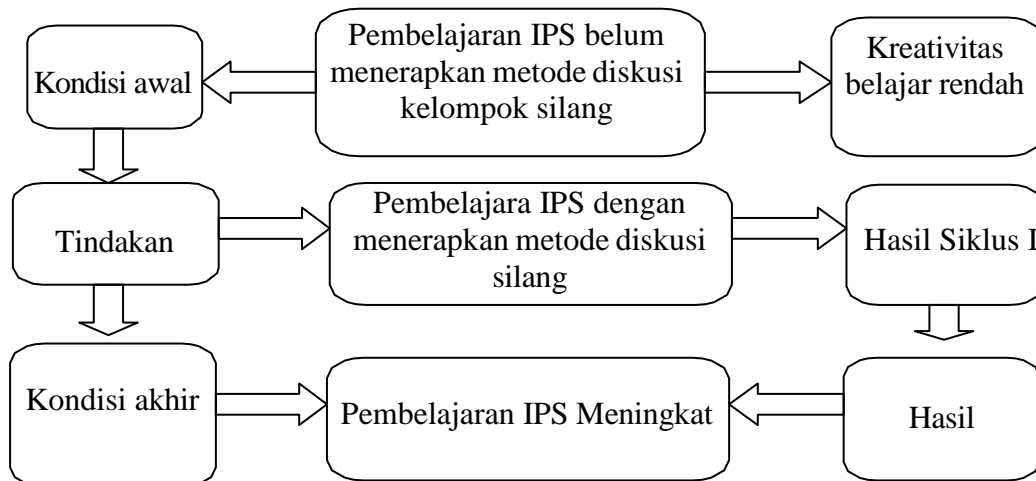 Kondisi awal
Pembelajaran IPS belum
menerapkan metode diskusi
kelompok silang
Kreativitas
belajar rendah
Tindakan
Pembelajara IPS dengan
menerapkan metode diskusi
silang
Hasil Siklus I
Kondisi akhir
Pembelajaran IPS Meningkat
Hasil